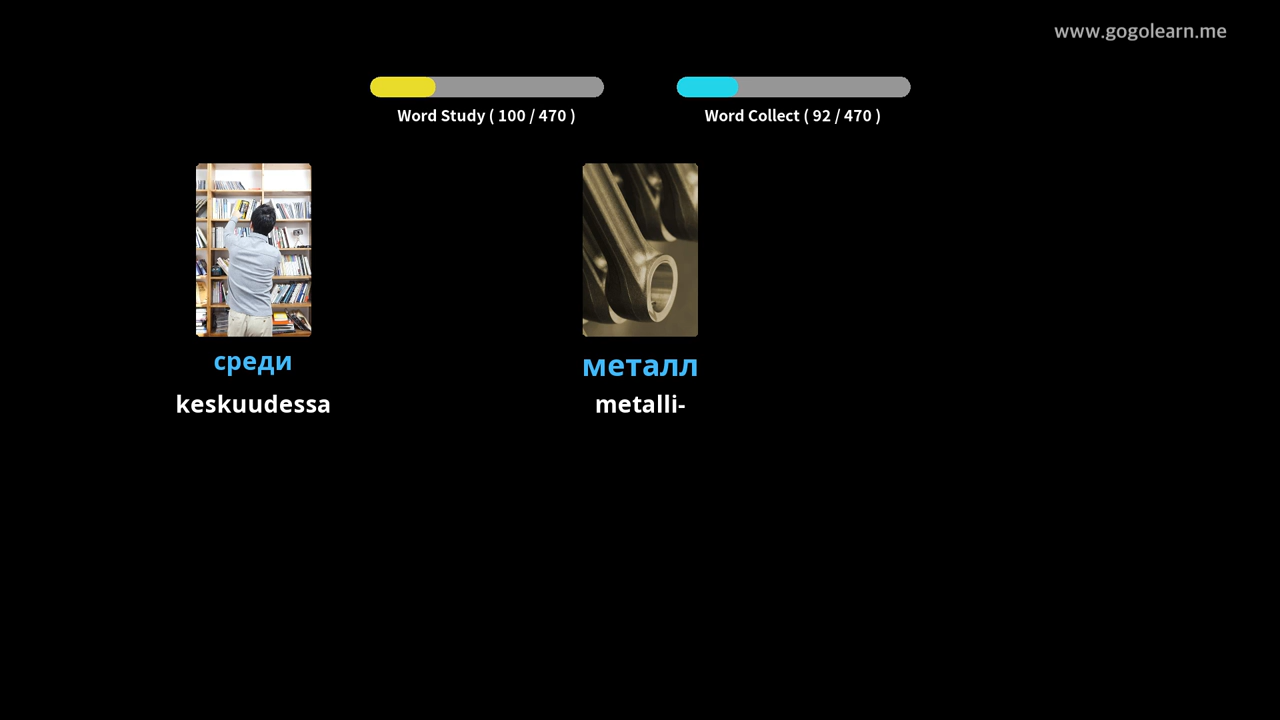 www.gogolearn.me
Word Study ( 100 / 470 )
Word Collect ( 92 / 470 )
среди
металл
keskuudessa
metalli-